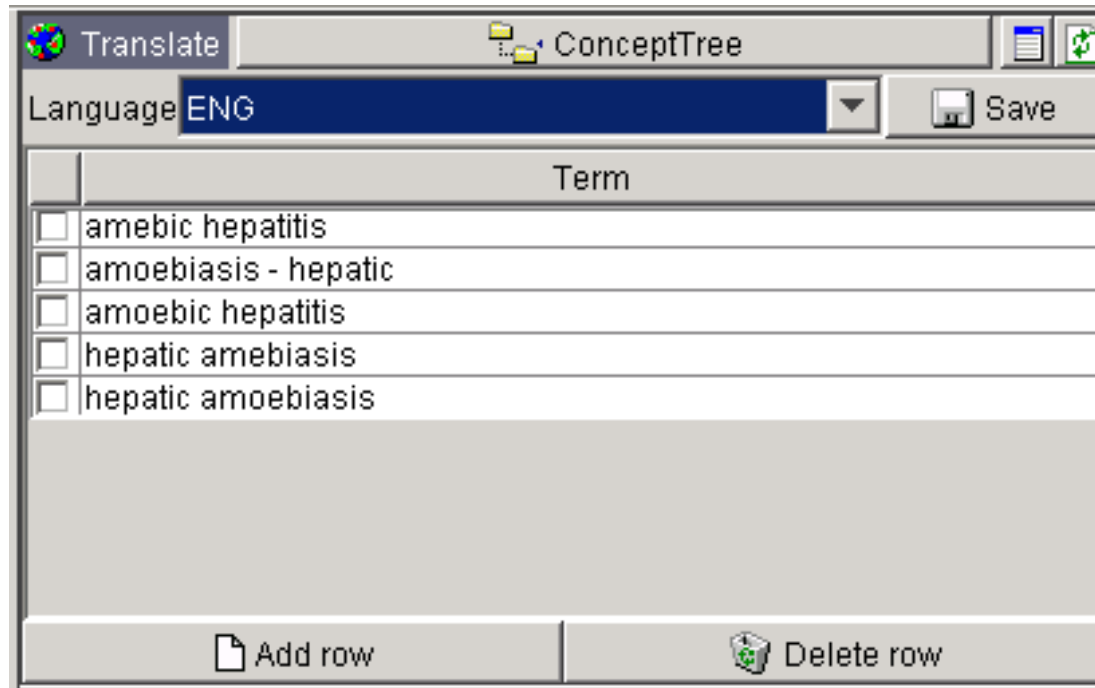 Translate ConceptTree
Language ENG Save
Term
amebic hepatitis
amoebiasis - hepatic
amoebic hepatitis
hepatic amebiasis
hepatic amoebiasis
Add row Delete row